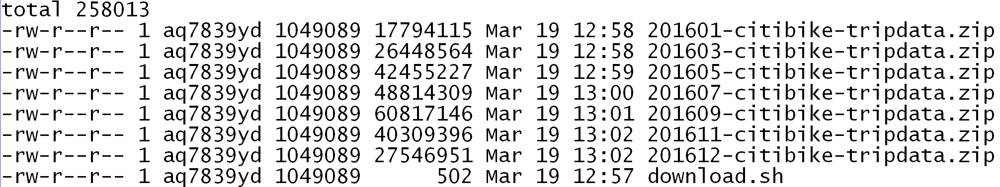 total 258013
-rw-r--r-- 1 aq7839yd 1049089 17794115 Mar 19 12:58 201601-citibike-tripdata.zip
-rw-r--r-- 1 aq7839yd 1049089 26448564 Mar 19 12:58 201603-citibike-tripdata.zip
-rw-r--r-- 1 aq7839yd 1049089 42455227 Mar 19 12:59 201605-citibike-tripdata.zip
-rw-r--r-- 1 aq7839yd 1049089 48814309 Mar 19 13:00 201607-citibike-tripdata.zip
-rw-r--r-- 1 aq7839yd 1049089 60817146 Mar 19 13:01 201609-citibike-tripdata.zip
-rw-r--r-- 1 aq7839yd 1049089 40309396 Mar 19 13:02 201611-citibike-tripdata.zip
-rw-r--r-- 1 aq7839yd 1049089 27546951 Mar 19 13:02 201612-citibike-tripdata.zip
-rw-r--r-- 1 aq7839yd 1049089      502 Mar 19 12:57 download.sh